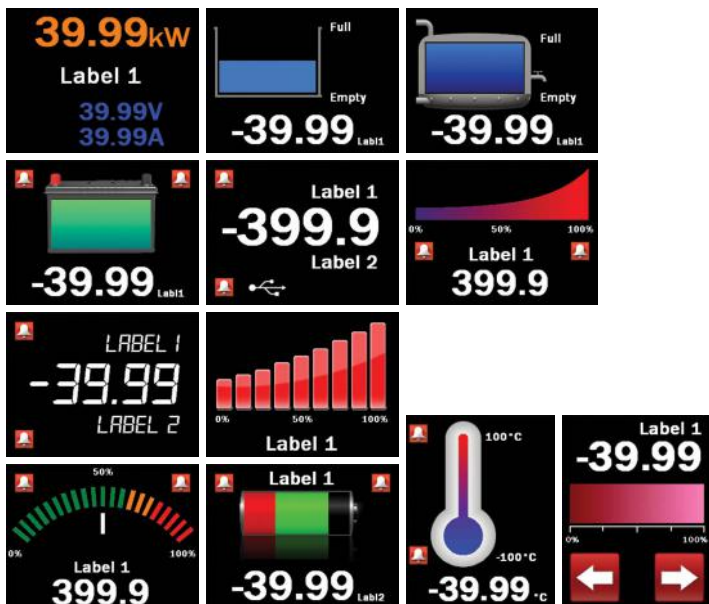 39.99kW
Label 1
39.99V
39.99A
Full
Empty
-39.99 Labl1
Full
Empty
-39.99 Labl1
-39.99 Labl1
Label 1
-399.9
Label 2
0% 50% 100%
Label 1
399.9
LABEL 1
-39.99
LABEL 2
0% 50% 100%
Label 1
50%
0% 100%
Label 1
399.9
Label 1
-39.99 Labl2
100°C
-100°C
-39.99 °C
Label 1
-39.99
0% 100%